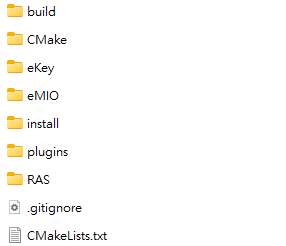 build
CMake
eKey
eMIO
install
plugins
RAS
.gitignore
CMakeLists.txt